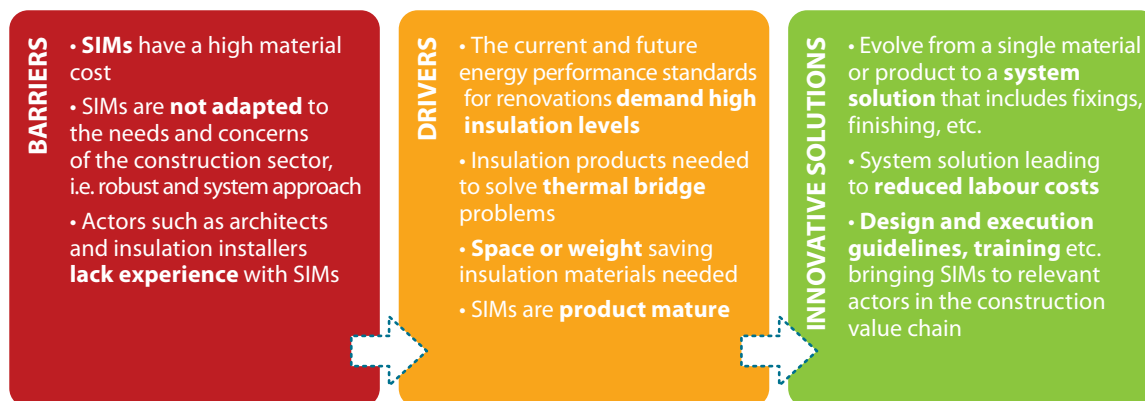 BARRIERS
• SIMs have a high material
cost
• SIMs are not adapted to
the needs and concerns
of the construction sector,
i.e. robust and system approach
• Actors such as architects
and insulation installers
lack experience with SIMs
DRIVERS
• The current and future
energy performance standards
for renovations demand high
insulation levels
• Insulation products needed
to solve thermal bridge
problems
• Space or weight saving
insulation materials needed
• SIMs are product mature
INNOVATIVE SOLUTIONS
• Evolve from a single material
or product to a system
solution that includes fixings,
finishing, etc.
• System solution leading
to reduced labour costs
• Design and execution
guidelines, training etc.
bringing SIMs to relevant
actors in the construction
value chain